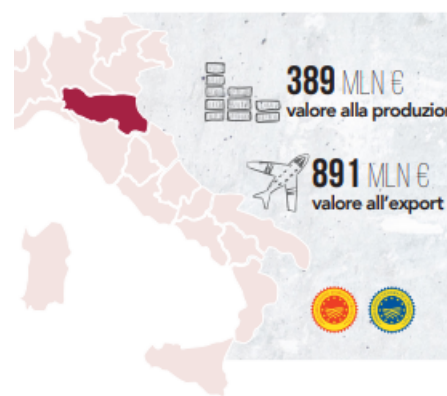 389 MLN €
valore alla produzion
891 MLN €
valore all'export